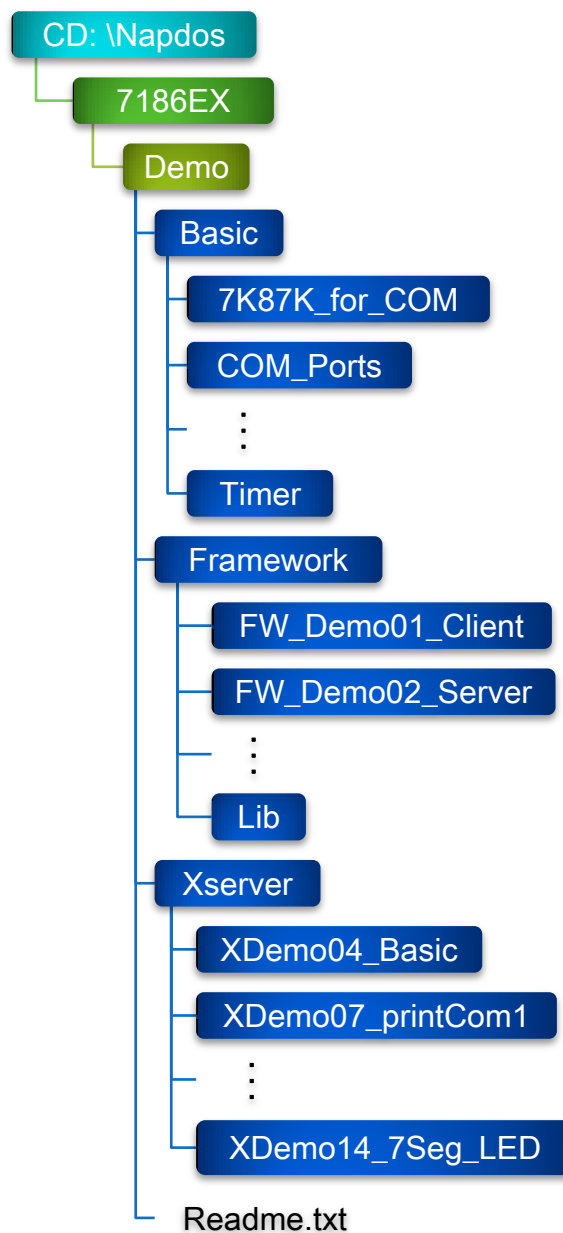 CD: \Napdos
7186EX
Demo
Basic
7K87K_for_COM
COM_Ports
⋮
Timer
Framework
FW_Demo01_Client
FW_Demo02_Server
⋮
Lib
Xserver
XDemo04_Basic
XDemo07_printCom1
⋮
XDemo14_7Seg_LED
Readme.txt